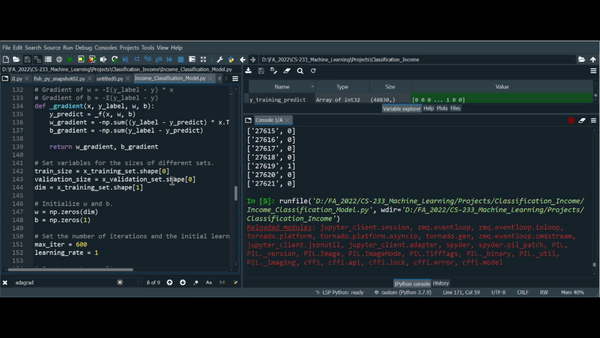 File Edit Search Source Run Debug Consoles Projects Tools View Help
D:\FA_2022\CS-233_Machine_Learning\Projects\Classification_Income
D:\FA_2022\CS-233_Machine_Learning\Projects\Classification_Income\Income_Classification_Model.py
fish_py_snapshot02.py untitled1.py Income_Classification_Model.py
Name Type Size Value
y_training_predict Array of int32 (48830,) [0 0 0 ... 1 0 0]
Variable explorer Help Plots Files
Console 1/A
132 # Gradient of w = -Σ(y_label - y) * x
133 # Gradient of b = -Σ(y_label - y)
134 def _gradient(x, y_label, w, b):
135 y_predict = _f(x, w, b)
136 w_gradient = -np.sum((y_label - y_predict) * x.T
137 b_gradient = -np.sum(y_label - y_predict)
138
139 return w_gradient, b_gradient
140
141 # Set variables for the sizes of different sets.
142 train_size = x_training_set.shape[0]
143 validation_size = x_validation_set.shape[0]
144 dim = x_training_set.shape[1]
145
146 # Initialize w and b.
147 w = np.zeros(dim)
148 b = np.zeros(1)
149
150 # Set the number of iterations and the initial learn
151 max_iter = 600
152 learning_rate = 1
153
['27615', 0]
['27616', 0]
['27617', 0]
['27618', 0]
['27619', 1]
['27620', 0]
['27621', 0]
In [5]: runfile('D:/FA_2022/CS-233_Machine_Learning/Projects/Classification_Income/
Income_Classification_Model.py', wdir='D:/FA_2022/CS-233_Machine_Learning/Projects/
Classification_Income')
Reloaded modules: jupyter_client.session, zmq.eventloop, zmq.eventloop.ioloop,
tornado.platform, tornado.platform.asyncio, tornado.gen, zmq.eventloop.zmqstream,
jupyter_client.jsonutil, jupyter_client.adapter, spyder, spyder.pil_patch, PIL,
PIL._version, PIL.Image, PIL.ImageMode, PIL.TiffTags, PIL._binary, PIL._util,
PIL._imaging, cffi, cffi.api, cffi.lock, cffi.error, cffi.model
adagrad
8 of 9
Aa
IPython console History
LSP Python: ready custom (Python 3.7.9) Line 171, Col 59 UTF-8 CRLF RW Mem 40%